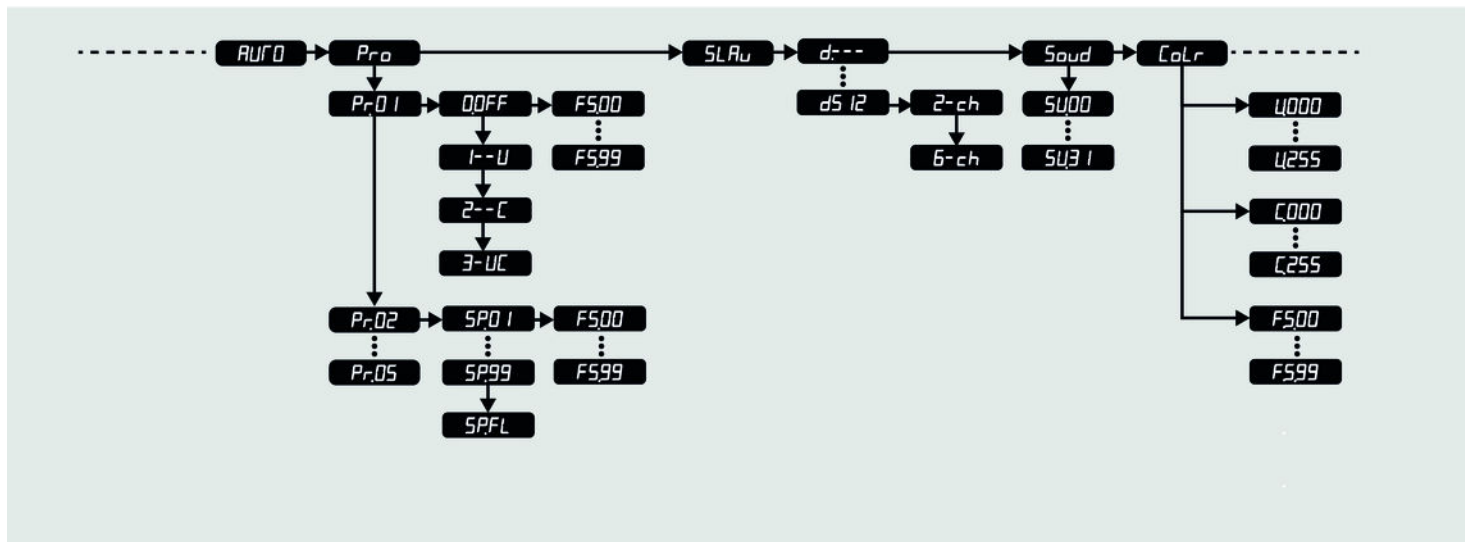 AUTO Pro SLAu d.--- Soud CoLr
Pr.01 0.OFF FS.00 d512 2-ch SU.00 U.000
1--U FS.99 6-ch SU.31 U.255
2--C C.000
3-UC C.255
Pr.02 SP.01 FS.00 FS.00
Pr.05 SP.99 FS.99 FS.99
SP.FL